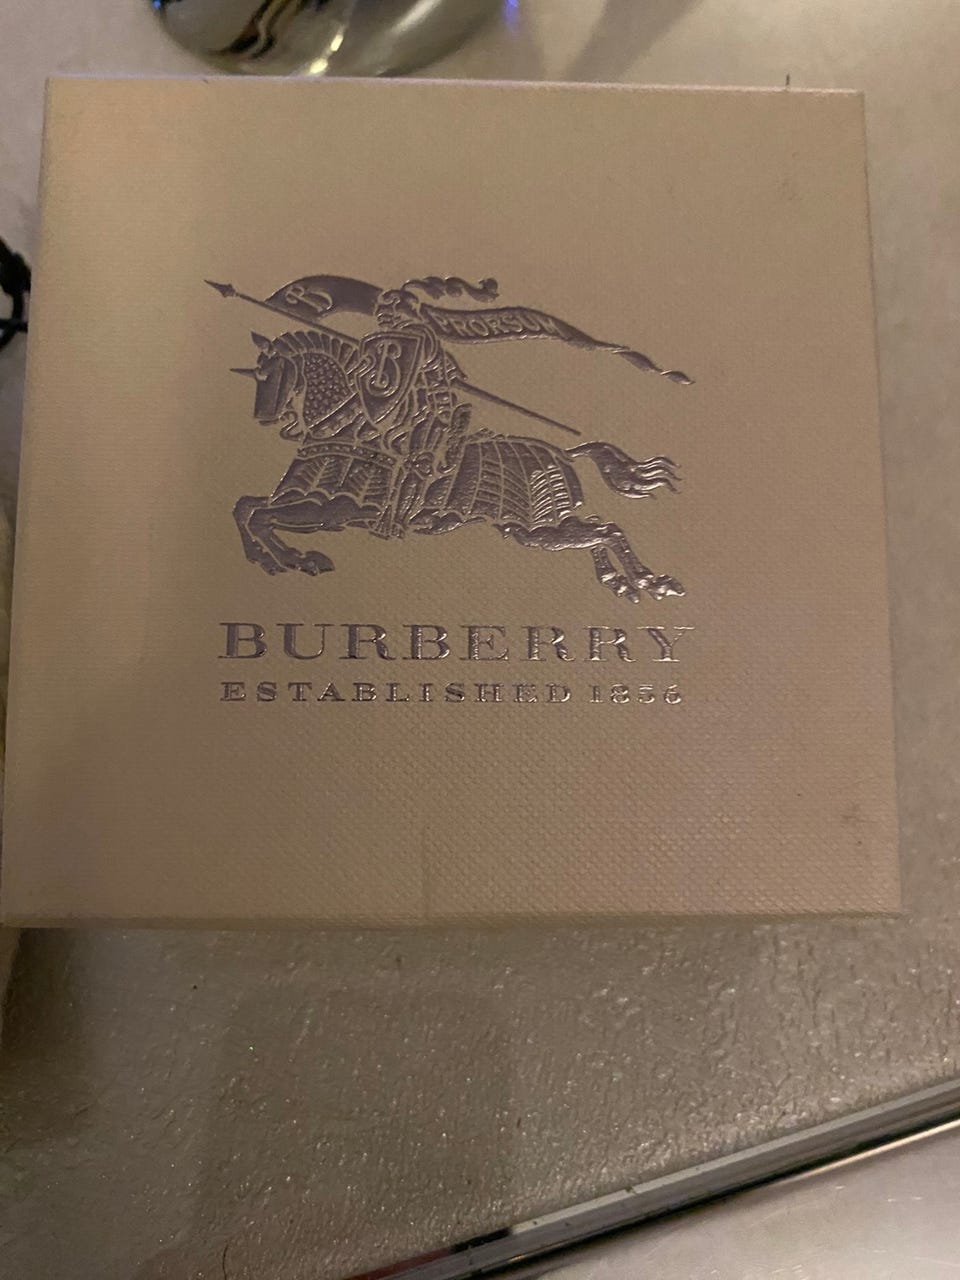 B
PRORSUM
B
BURBERRY
ESTABLISHED 1856